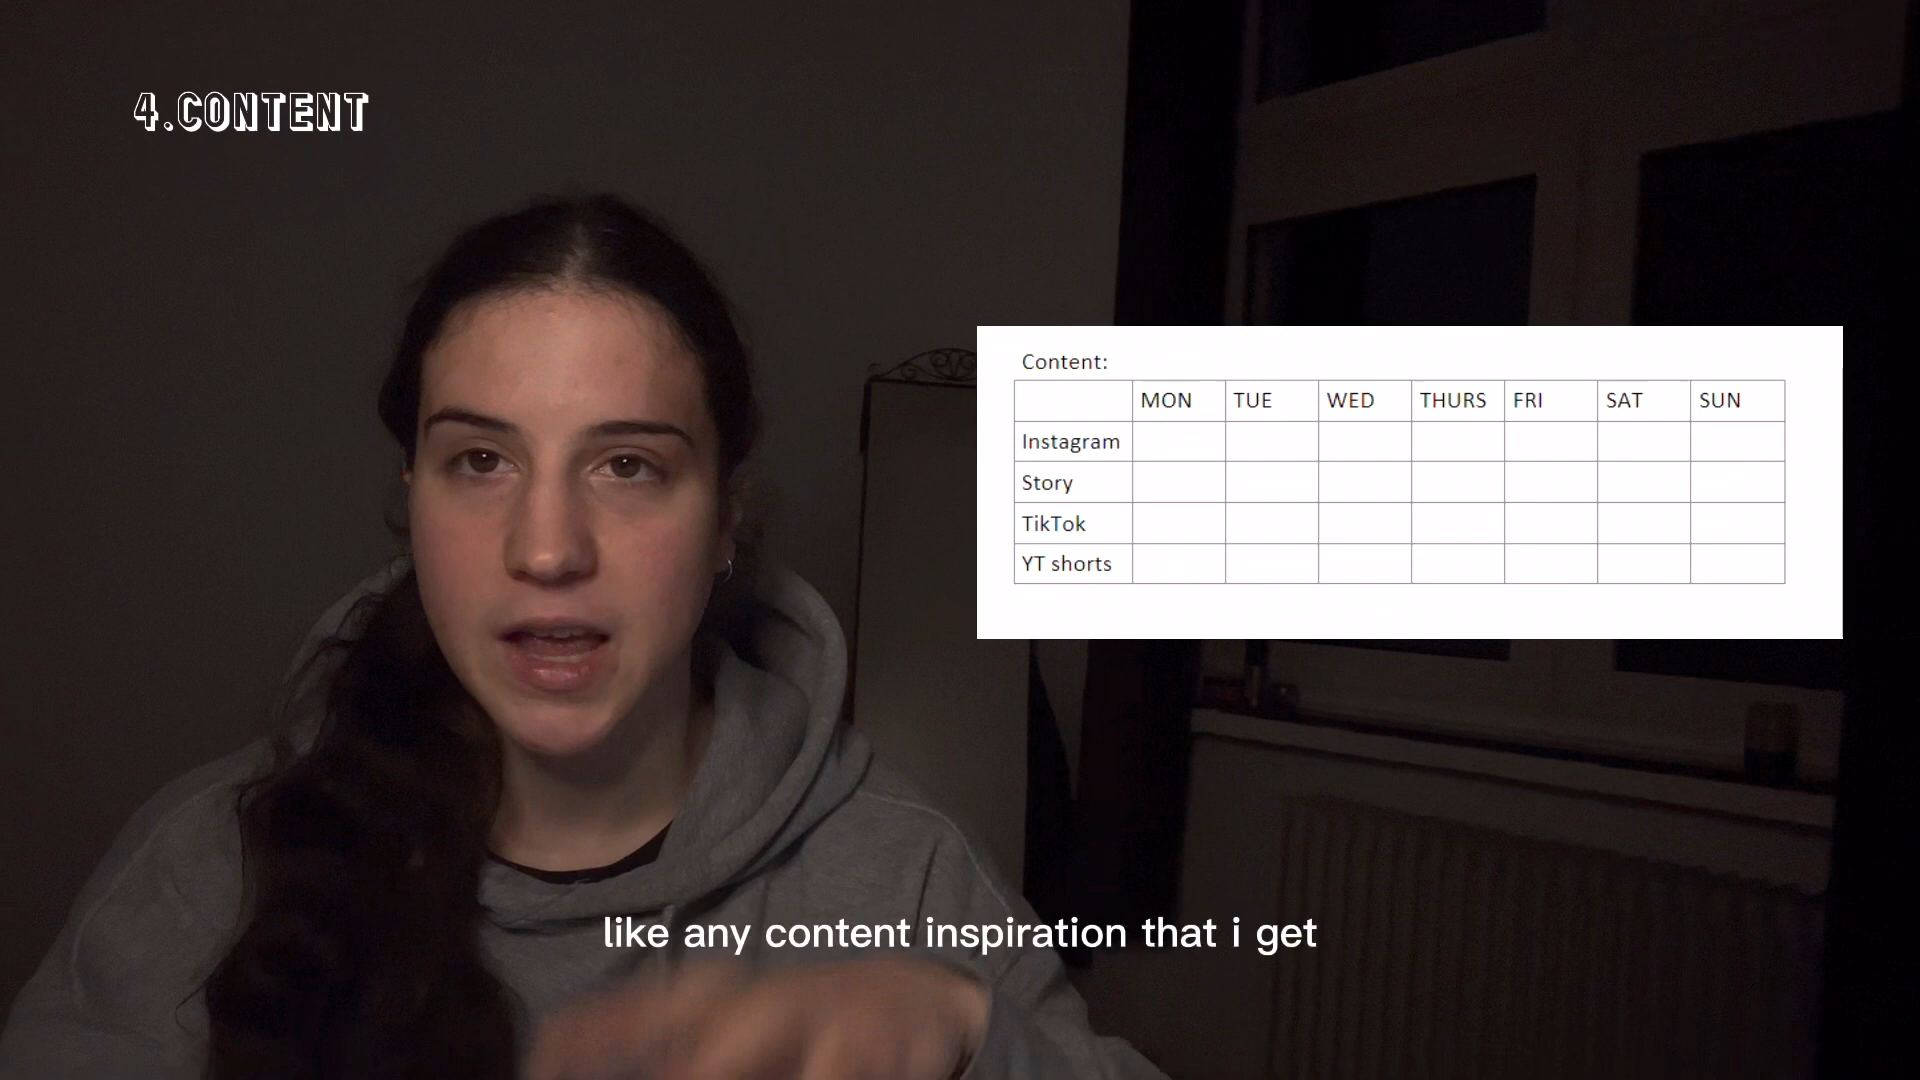 4.CONTENT
Content:
MON TUE WED THURS FRI SAT SUN
Instagram
Story
TikTok
YT shorts
like any content inspiration that i get